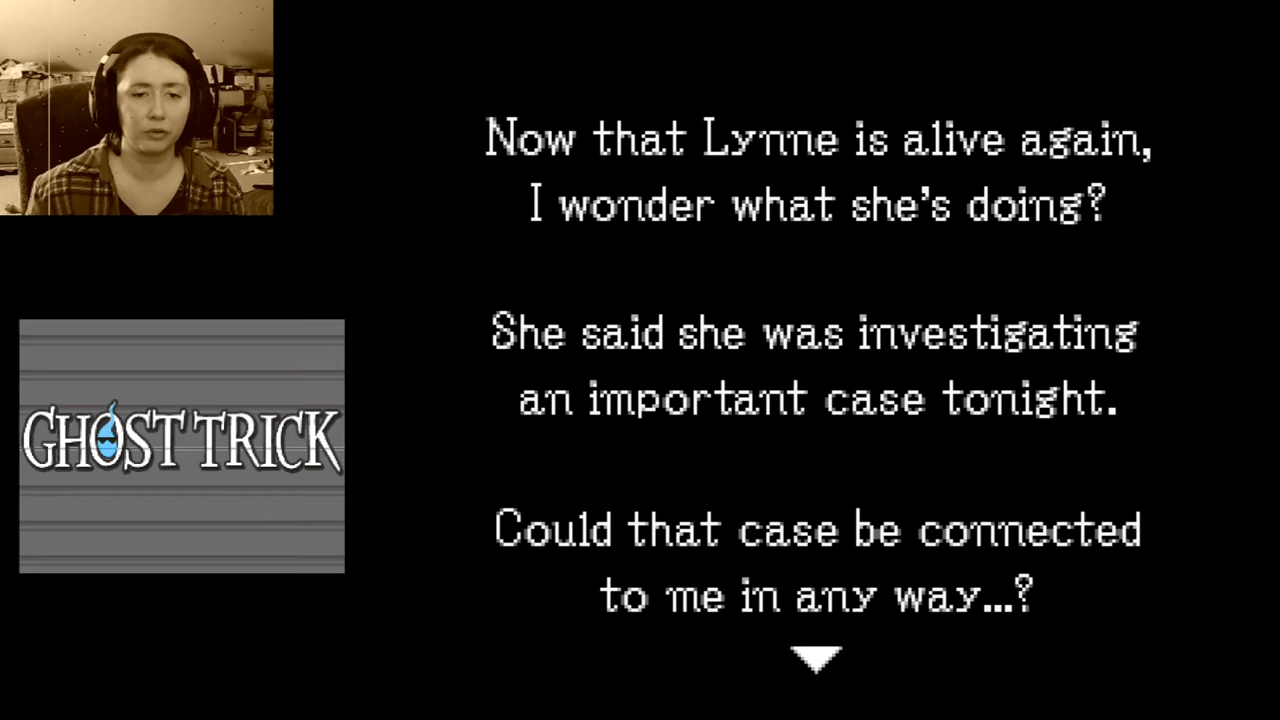 Now that Lynne is alive again,
I wonder what she's doing?
She said she was investigating
an important case tonight.
Could that case be connected
to me in any way...?
GHOST TRICK